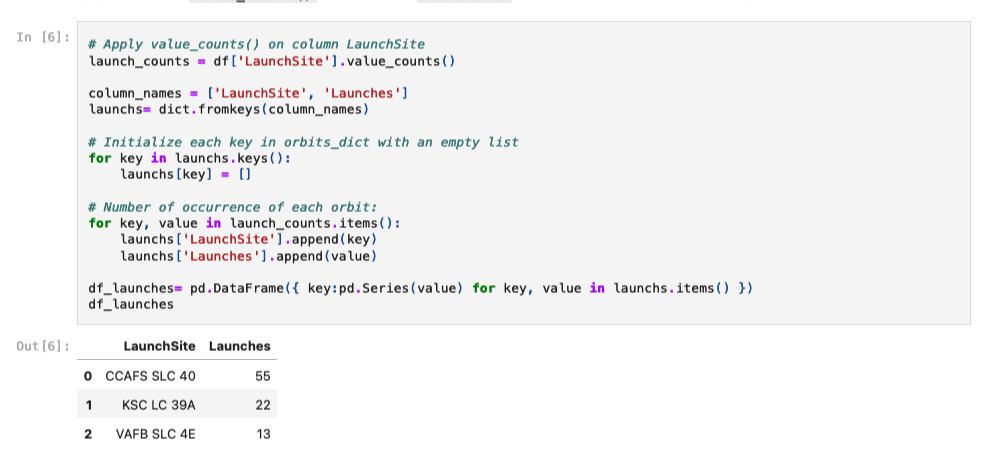 In [6]:
# Apply value_counts() on column LaunchSite
launch_counts = df['LaunchSite'].value_counts()
column_names = ['LaunchSite', 'Launches']
launchs= dict.fromkeys(column_names)
# Initialize each key in orbits_dict with an empty list
for key in launchs.keys():
    launchs[key] = []
# Number of occurrence of each orbit:
for key, value in launch_counts.items():
    launchs['LaunchSite'].append(key)
    launchs['Launches'].append(value)
df_launches= pd.DataFrame({ key:pd.Series(value) for key, value in launchs.items() })
df_launches
Out[6]:
LaunchSite Launches
0 CCAFS SLC 40 55
1 KSC LC 39A 22
2 VAFB SLC 4E 13